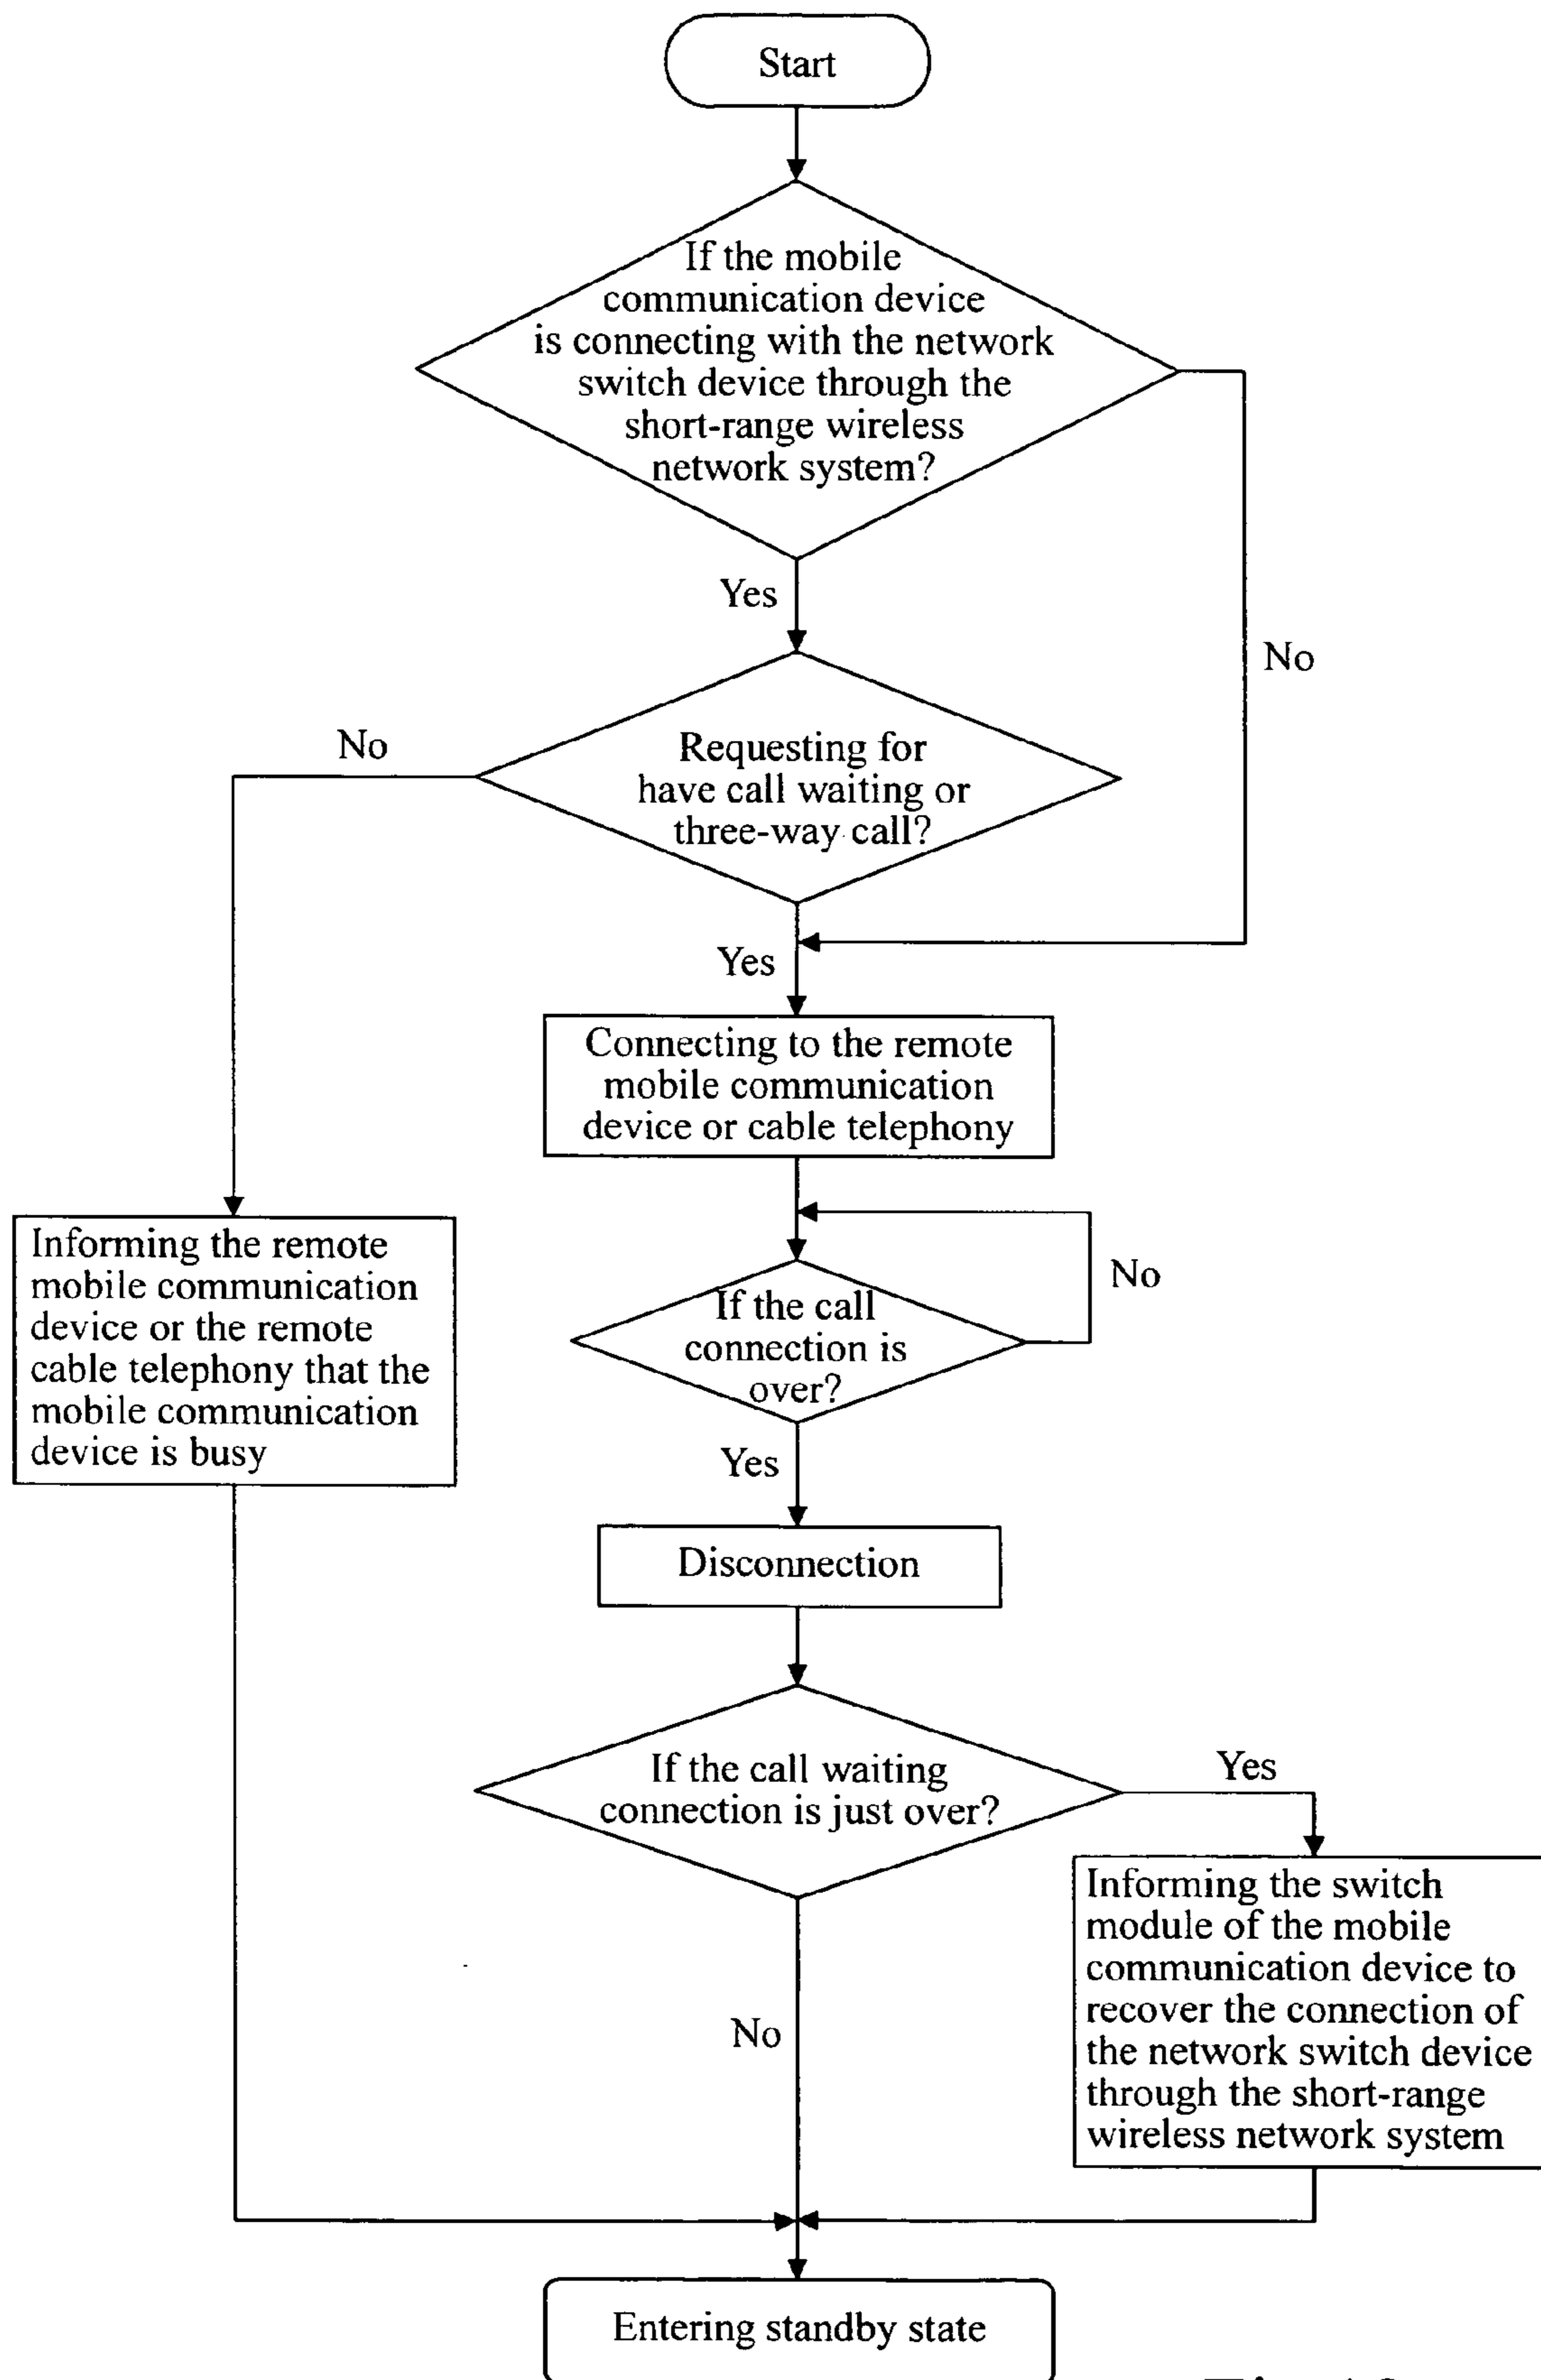 Start
If the mobile
communication device
is connecting with the network
switch device through the
short-range wireless
network system?
Yes
No
No
Requesting for
have call waiting or
three-way call?
Yes
Connecting to the remote
mobile communication
device or cable telephony
Informing the remote
mobile communication
device or the remote
cable telephony that the
mobile communication
device is busy
No
If the call
connection is
over?
Yes
Disconnection
If the call waiting
connection is just over?
Yes
Informing the switch
module of the mobile
communication device to
recover the connection of
the network switch device
through the short-range
wireless network system
No
Entering standby state